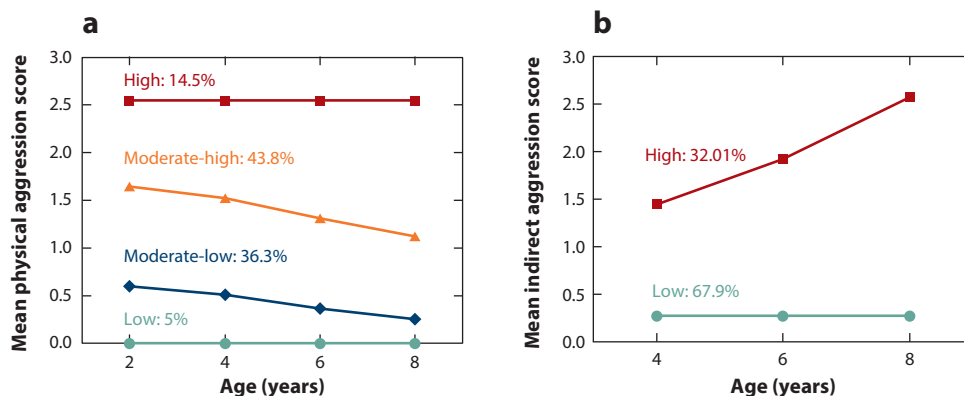 a
Mean physical aggression score
3.0
2.5
2.0
1.5
1.0
0.5
0.0
High: 14.5%
Moderate-high: 43.8%
Moderate-low: 36.3%
Low: 5%
2 4 6 8
Age (years)
b
Mean indirect aggression score
3.0
2.5
2.0
1.5
1.0
0.5
0.0
High: 32.01%
Low: 67.9%
4 6 8
Age (years)